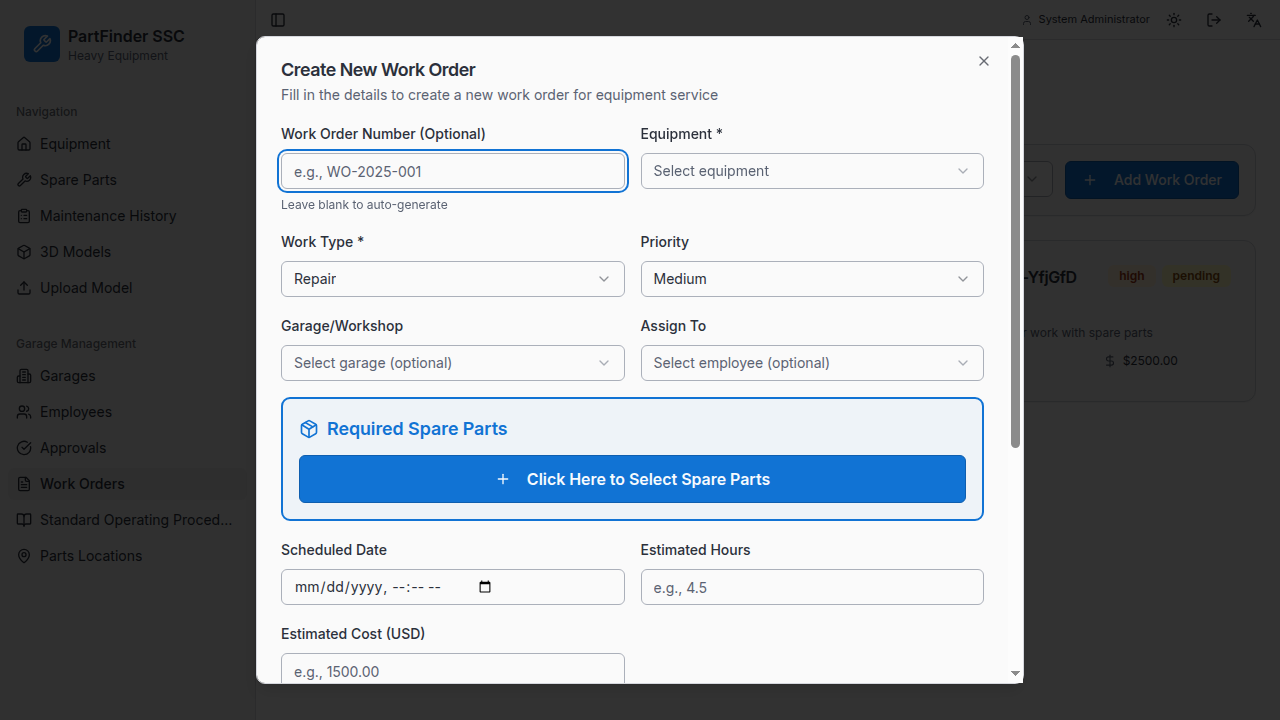 PartFinder SSC
Heavy Equipment
System Administrator
Navigation
Equipment
Spare Parts
Maintenance History
3D Models
Upload Model
Garage Management
Garages
Employees
Approvals
Work Orders
Standard Operating Proced...
Parts Locations
Add Work Order
-YfjGfD
high
pending
work with spare parts
$2500.00
Create New Work Order
Fill in the details to create a new work order for equipment service
Work Order Number (Optional)
e.g., WO-2025-001
Leave blank to auto-generate
Equipment *
Select equipment
Work Type *
Repair
Priority
Medium
Garage/Workshop
Select garage (optional)
Assign To
Select employee (optional)
Required Spare Parts
Click Here to Select Spare Parts
Scheduled Date
mm/dd/yyyy, --:-- --
Estimated Hours
e.g., 4.5
Estimated Cost (USD)
e.g., 1500.00